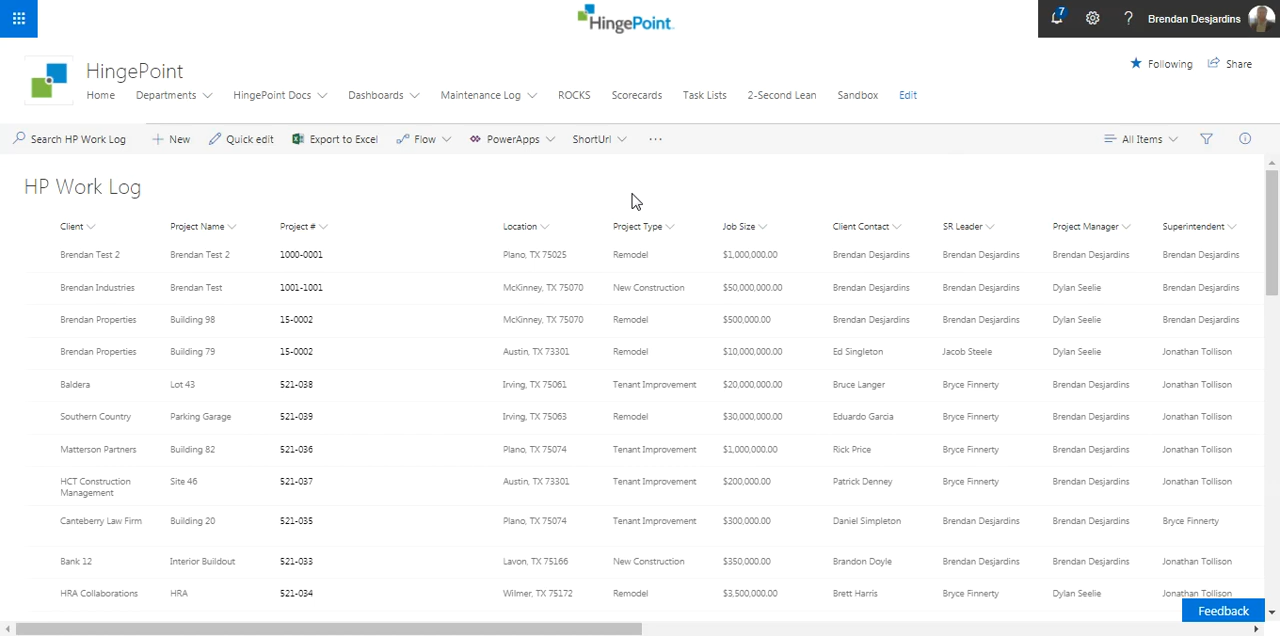 HingePoint
7
?
Brendan Desjardins
HingePoint
Following
Share
Home
Departments
HingePoint Docs
Dashboards
Maintenance Log
ROCKS
Scorecards
Task Lists
2-Second Lean
Sandbox
Edit
Search HP Work Log
New
Quick edit
Export to Excel
Flow
PowerApps
ShortUrl
...
All Items
HP Work Log
Client Project Name Project # Location Project Type Job Size Client Contact SR Leader Project Manager Superintendent
Brendan Test 2 Brendan Test 2 1000-0001 Plano, TX 75025 Remodel $1,000,000.00 Brendan Desjardins Brendan Desjardins Brendan Desjardins Brendan Desjardins
Brendan Industries Brendan Test 1001-1001 McKinney, TX 75070 New Construction $50,000,000.00 Brendan Desjardins Brendan Desjardins Dylan Seelie Brendan Desjardins
Brendan Properties Building 98 15-0002 McKinney, TX 75070 Remodel $500,000.00 Brendan Desjardins Brendan Desjardins Dylan Seelie Brendan Desjardins
Brendan Properties Building 79 15-0002 Austin, TX 73301 Remodel $10,000,000.00 Ed Singleton Jacob Steele Dylan Seelie Jonathan Tollison
Baldera Lot 43 521-038 Irving, TX 75061 Tenant Improvement $20,000,000.00 Bruce Langer Bryce Finnerty Brendan Desjardins Jonathan Tollison
Southern Country Parking Garage 521-039 Irving, TX 75063 Remodel $30,000,000.00 Eduardo Garcia Bryce Finnerty Brendan Desjardins Jonathan Tollison
Matterson Partners Building 82 521-036 Plano, TX 75074 Tenant Improvement $1,000,000.00 Rick Price Bryce Finnerty Brendan Desjardins Jonathan Tollison
HCT Construction Site 46 521-037 Austin, TX 73301 Tenant Improvement $200,000.00 Patrick Denney Bryce Finnerty Brendan Desjardins Jonathan Tollison
Management
Canteberry Law Firm Building 20 521-035 Plano, TX 75074 Tenant Improvement $300,000.00 Daniel Simpleton Brendan Desjardins Brendan Desjardins Bryce Finnerty
Bank 12 Interior Buildout 521-033 Lavon, TX 75166 New Construction $350,000.00 Brandon Doyle Brendan Desjardins Brendan Desjardins Jonathan Tollison
HRA Collaborations HRA 521-034 Wilmer, TX 75172 Remodel $3,500,000.00 Brett Harris Bryce Finnerty Dylan Seelie Jonathan Tollison
Feedback